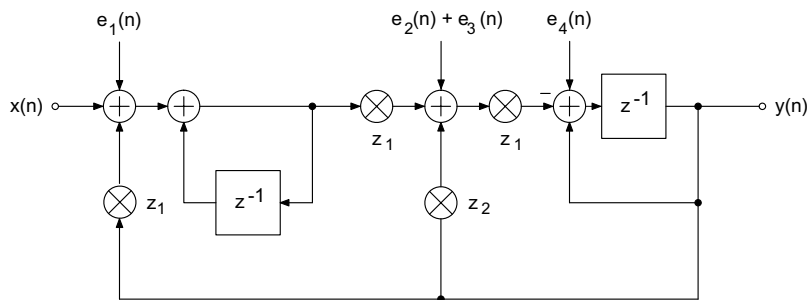 e₁(n)
e₂(n) + e₃(n)
e₄(n)
x(n)
−
z⁻¹
y(n)
z₁
z₁
z₁
z⁻¹
z₂